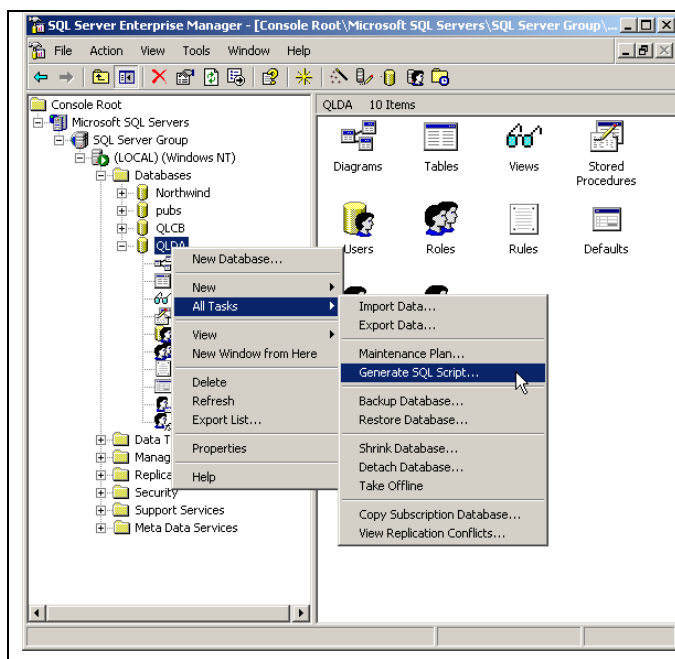 SQL Server Enterprise Manager - [Console Root\Microsoft SQL Servers\SQL Server Group\...
File Action View Tools Window Help
Console Root
Microsoft SQL Servers
SQL Server Group
(LOCAL) (Windows NT)
Databases
Northwind
pubs
QLCB
QLDA
Data T
Manag
Replica
Security
Support Services
Meta Data Services
QLDA 10 Items
Diagrams
Tables
Views
Stored
Procedures
Users
Roles
Rules
Defaults
New Database...
New
All Tasks
View
New Window from Here
Delete
Refresh
Export List...
Properties
Help
Import Data...
Export Data...
Maintenance Plan...
Generate SQL Script...
Backup Database...
Restore Database...
Shrink Database...
Detach Database...
Take Offline
Copy Subscription Database...
View Replication Conflicts...